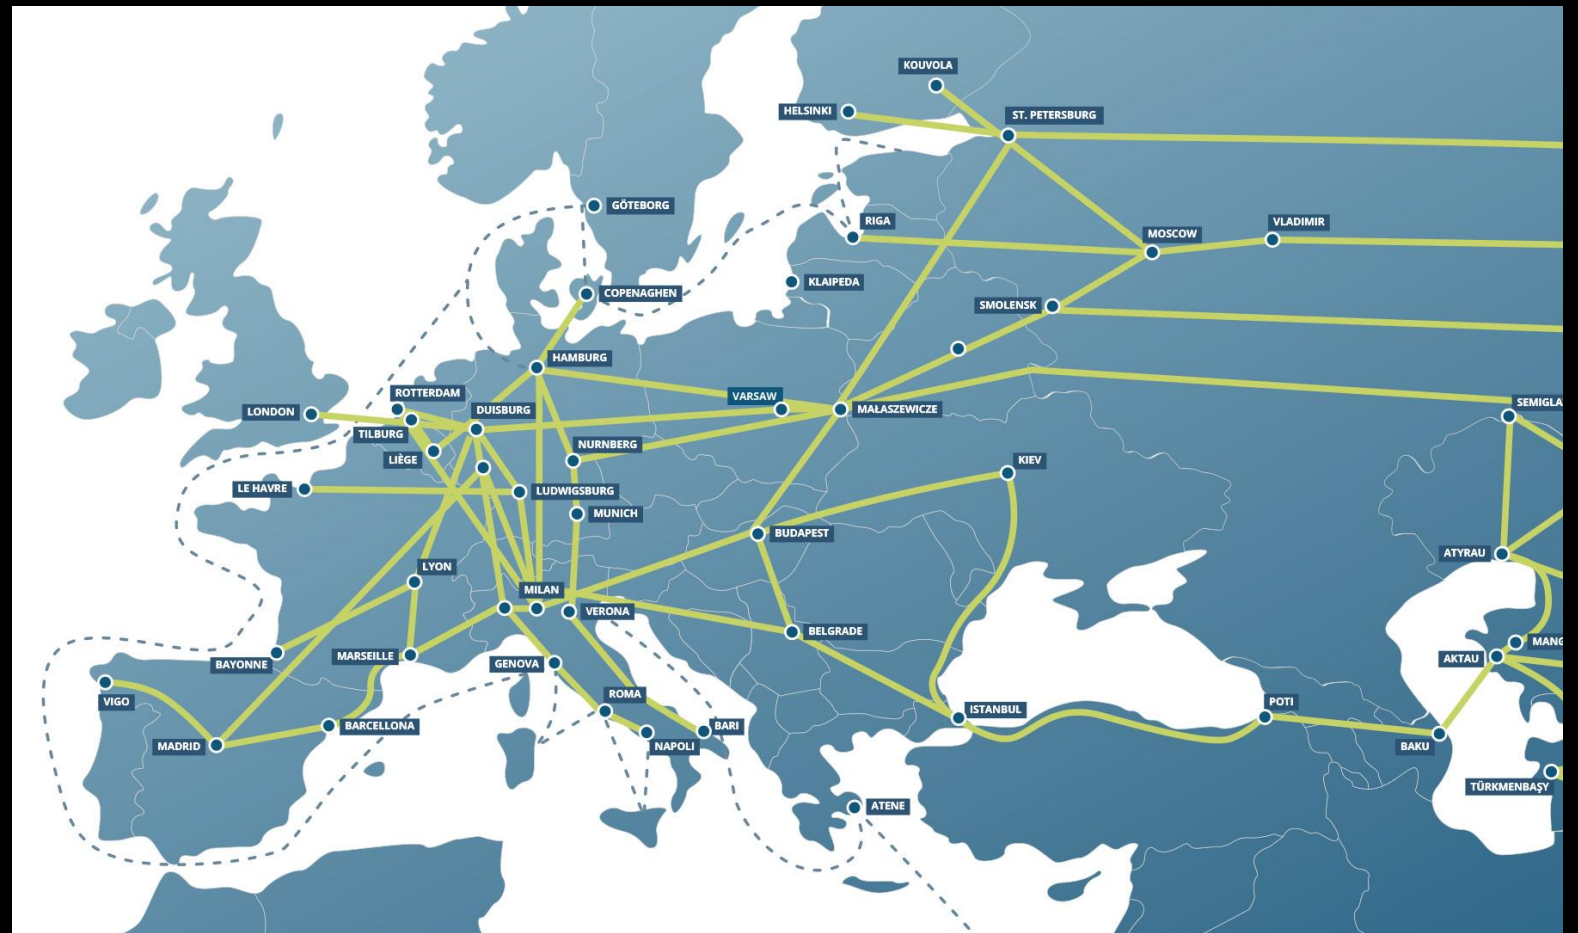 KOUVOLA
HELSINKI
ST. PETERSBURG
GÖTEBORG
RIGA
MOSCOW
VLADIMIR
KLAIPEDA
COPENAGHEN
SMOLENSK
HAMBURG
ROTTERDAM
VARSAW
LONDON
DUISBURG
MAŁASZEWICZE
SEMIGLA
TILBURG
NURNBERG
LIÈGE
KIEV
LE HAVRE
LUDWIGSBURG
MUNICH
BUDAPEST
ATYRAU
LYON
MILAN
VERONA
BELGRADE
MANG
BAYONNE
MARSEILLE
GENOVA
AKTAU
VIGO
ROMA
POTI
ISTANBUL
BARCELLONA
BARI
MADRID
NAPOLI
BAKU
TÜRKMENBAŞY
ATENE